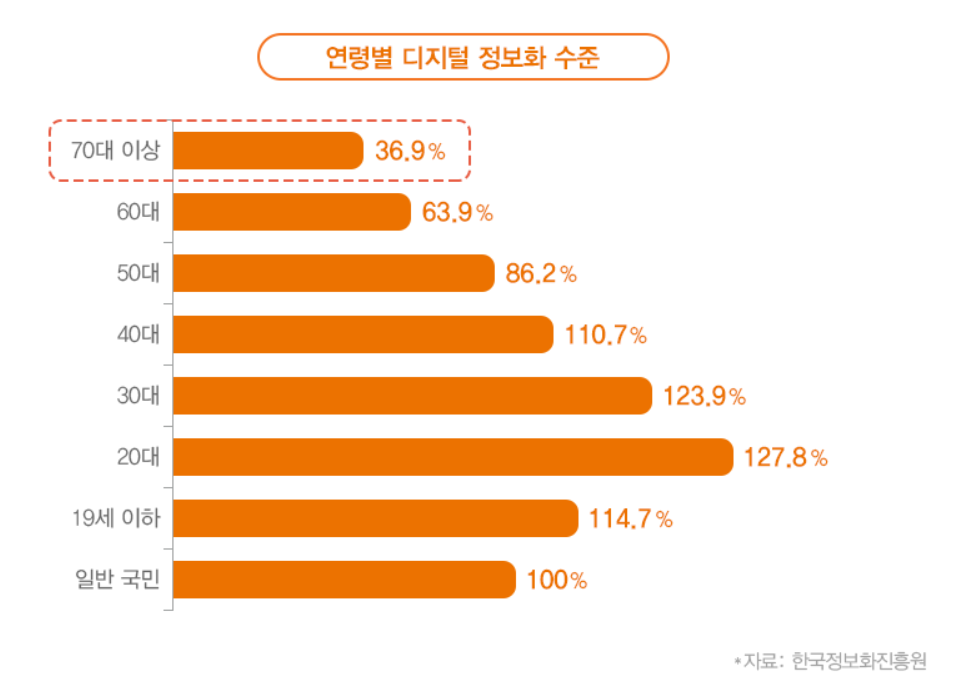 연령별 디지털 정보화 수준
70대 이상 36.9%
60대 63.9%
50대 86.2%
40대 110.7%
30대 123.9%
20대 127.8%
19세 이하 114.7%
일반 국민 100%
*자료: 한국정보화진흥원